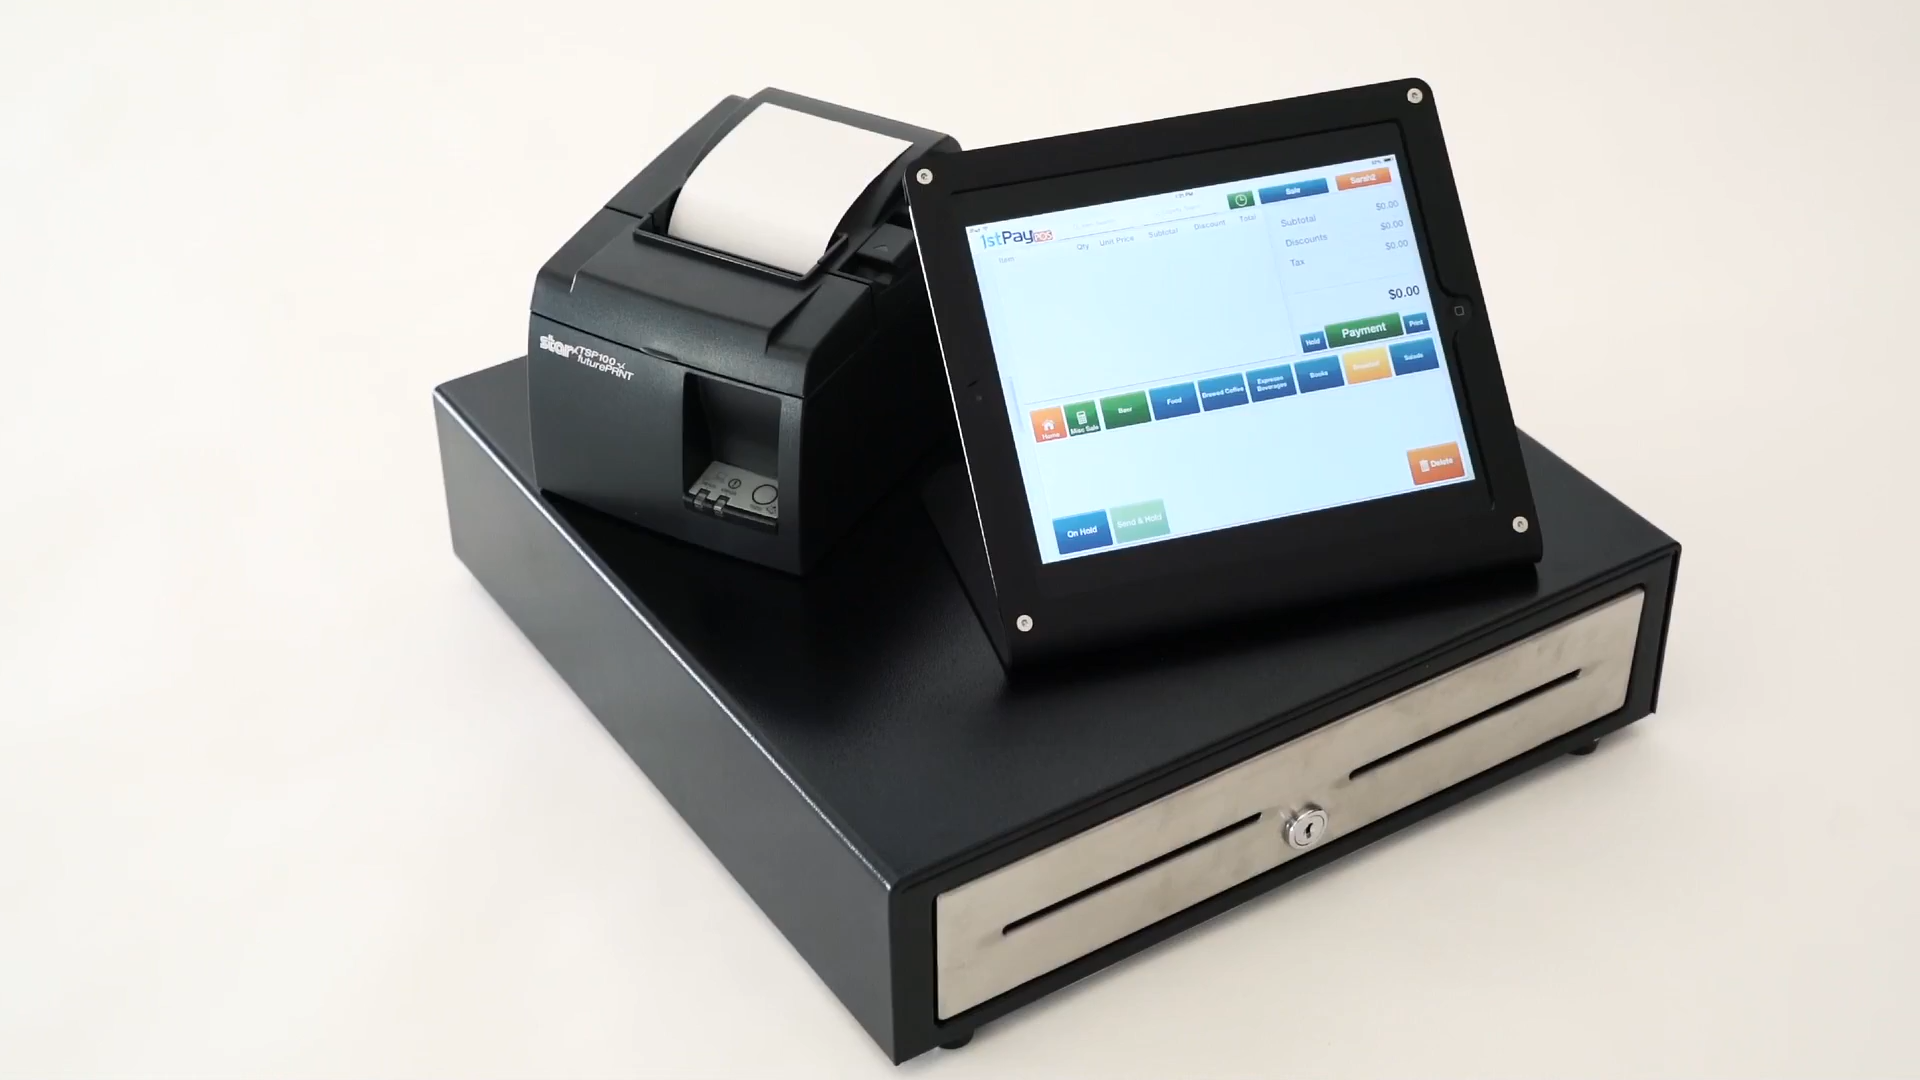 star TSP100
futurePRNT
1stPay POS
Sale
Sarah2
Item
Qty
Unit Price
Subtotal
Discount
Total
Subtotal $0.00
Discounts $0.00
Tax $0.00
$0.00
Hold
Payment
Print
Home
Misc Sale
Beer
Food
Brewed Coffee
Espresso
Beverages
Books
Salads
Delete
On Hold
Send & Hold